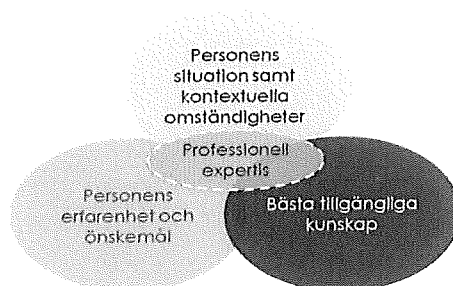 Personens
situation samt
kontextuella
omständigheter
Professionell
expertis
Personens
erfarenhet och
önskemål
Bästa tillgängliga
kunskap